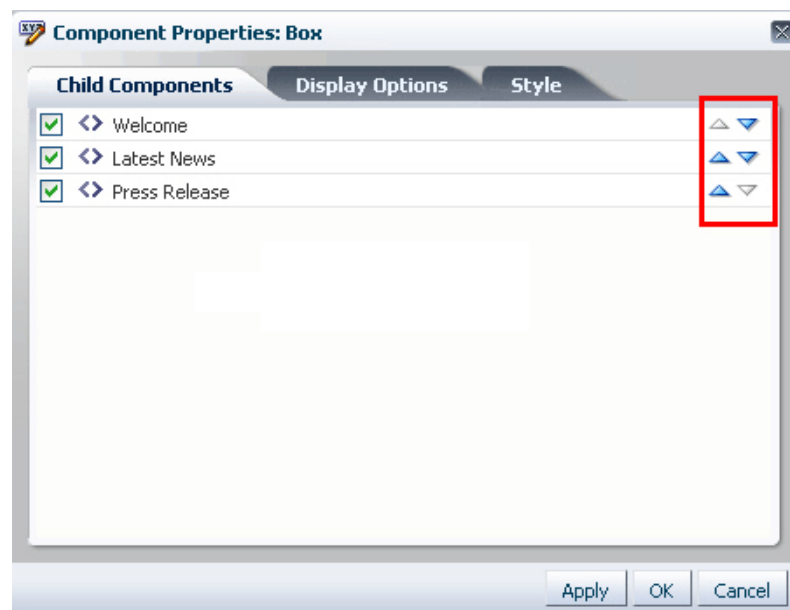 Component Properties: Box
Child Components Display Options Style
Welcome
Latest News
Press Release
Apply OK Cancel